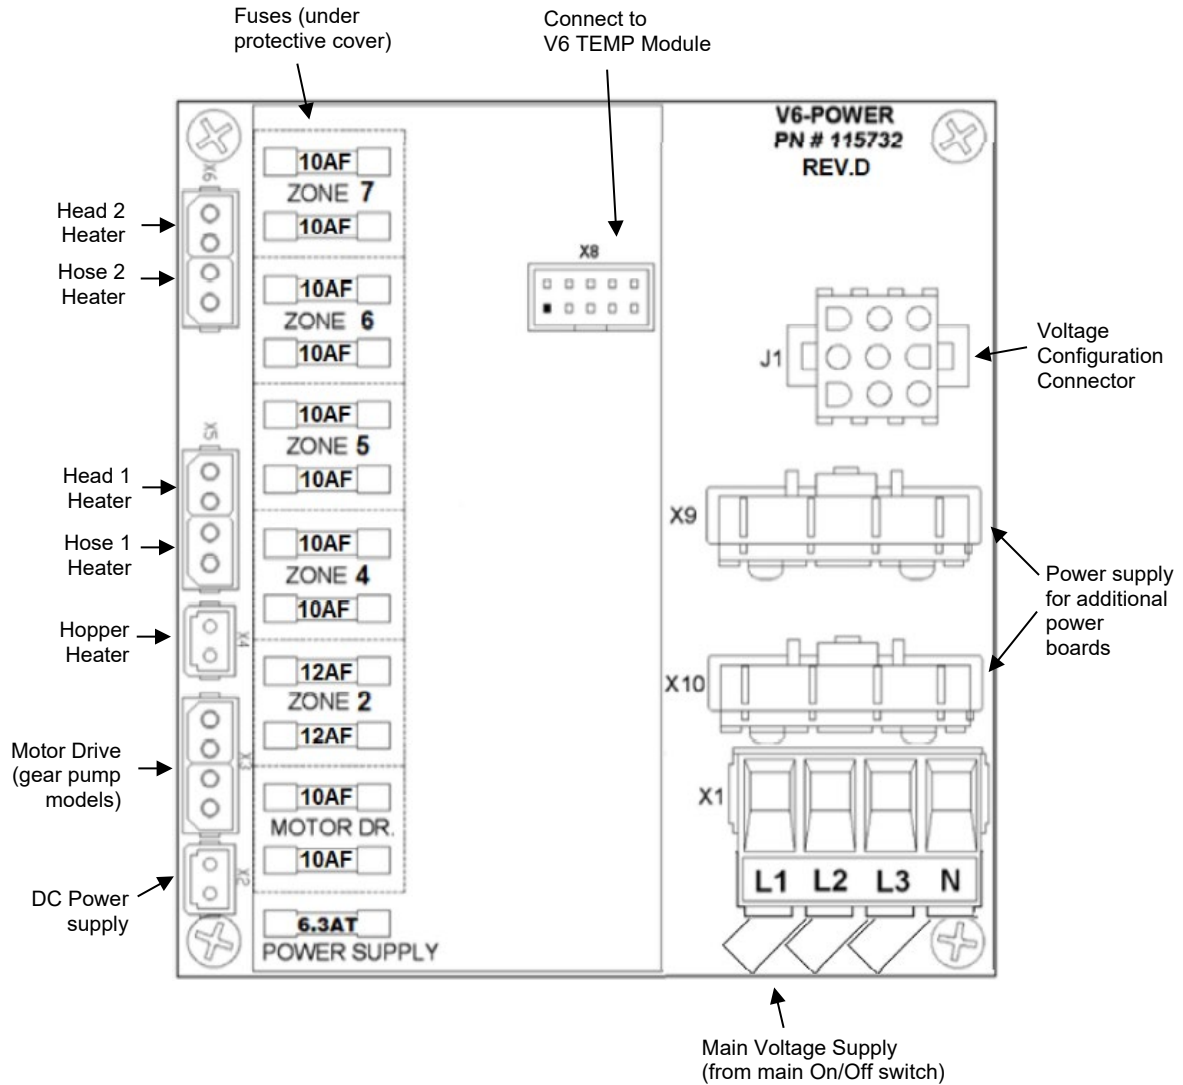 Fuses (under
protective cover)
Connect to
V6 TEMP Module
V6-POWER
PN # 115732
REV.D
X6
Head 2
Heater
Hose 2
Heater
X5
Head 1
Heater
Hose 1
Heater
Hopper
Heater
X4
Motor Drive
(gear pump
models)
X3
DC Power
supply
X2
10AF
ZONE 7
10AF
10AF
ZONE 6
10AF
10AF
ZONE 5
10AF
10AF
ZONE 4
10AF
12AF
ZONE 2
12AF
10AF
MOTOR DR.
10AF
6.3AT
POWER SUPPLY
X8
J1
Voltage
Configuration
Connector
X9
Power supply
for additional
power
boards
X10
X1
L1 L2 L3 N
Main Voltage Supply
(from main On/Off switch)